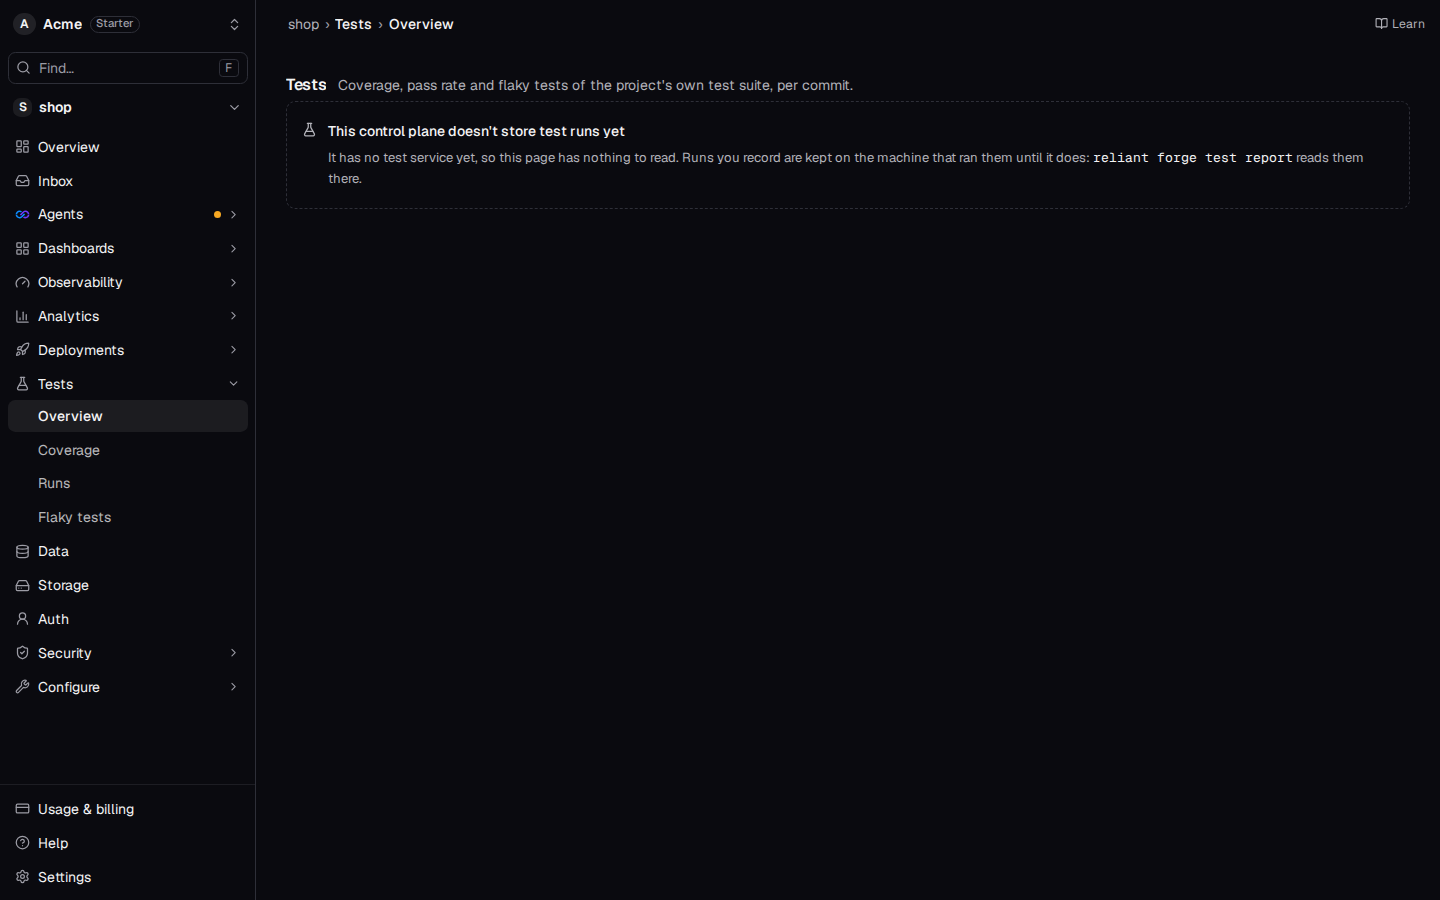 A Acme Starter
Find... F
S shop
Overview
Inbox
Agents
Dashboards
Observability
Analytics
Deployments
Tests
Overview
Coverage
Runs
Flaky tests
Data
Storage
Auth
Security
Configure
Usage & billing
Help
Settings
shop › Tests › Overview
Learn
Tests Coverage, pass rate and flaky tests of the project's own test suite, per commit.
This control plane doesn't store test runs yet
It has no test service yet, so this page has nothing to read. Runs you record are kept on the machine that ran them until it does: reliant forge test report reads them
there.